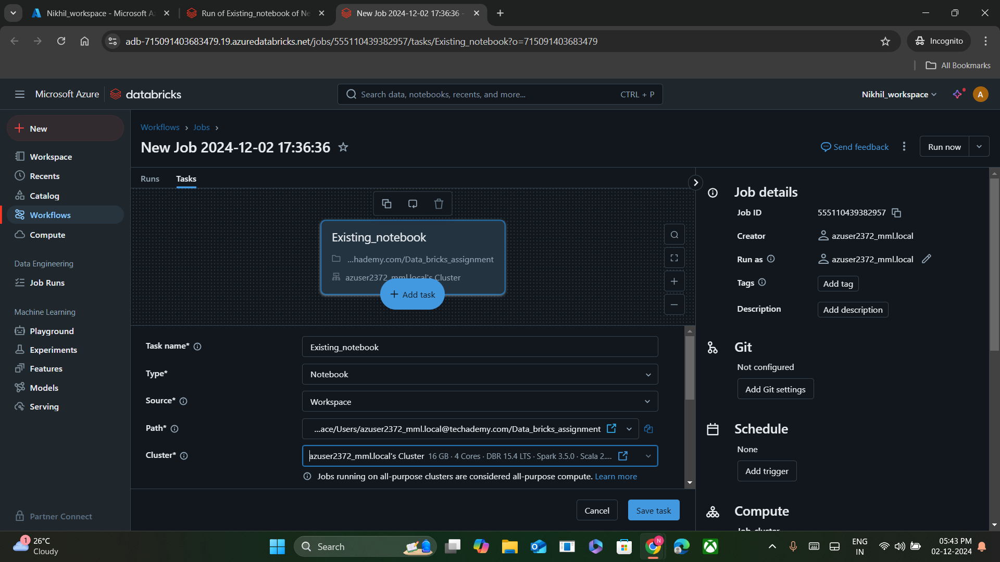 Nikhil_workspace - Microsoft Az
Run of Existing_notebook of Ne
New Job 2024-12-02 17:36:36 -
adb-715091403683479.19.azuredatabricks.net/jobs/555110439382957/tasks/Existing_notebook?o=715091403683479
Incognito
All Bookmarks
Microsoft Azure
databricks
Search data, notebooks, recents, and more...
CTRL + P
Nikhil_workspace
A
New
Workspace
Recents
Catalog
Workflows
Compute
Data Engineering
Job Runs
Machine Learning
Playground
Experiments
Features
Models
Serving
Partner Connect
Workflows › Jobs ›
New Job 2024-12-02 17:36:36
Send feedback
Run now
Runs
Tasks
Existing_notebook
...hademy.com/Data_bricks_assignment
azuser2372_mml.local's Cluster
+ Add task
Task name*
Existing_notebook
Type*
Notebook
Source*
Workspace
Path*
...ace/Users/azuser2372_mml.local@techademy.com/Data_bricks_assignment
Cluster*
azuser2372_mml.local's Cluster 16 GB · 4 Cores · DBR 15.4 LTS · Spark 3.5.0 · Scala 2....
Jobs running on all-purpose clusters are considered all-purpose compute. Learn more
Cancel
Save task
Job details
Job ID
555110439382957
Creator
azuser2372_mml.local
Run as
azuser2372_mml.local
Tags
Add tag
Description
Add description
Git
Not configured
Add Git settings
Schedule
None
Add trigger
Compute
Job cluster
1
26°C
Cloudy
Search
N
ENG
IN
05:43 PM
02-12-2024